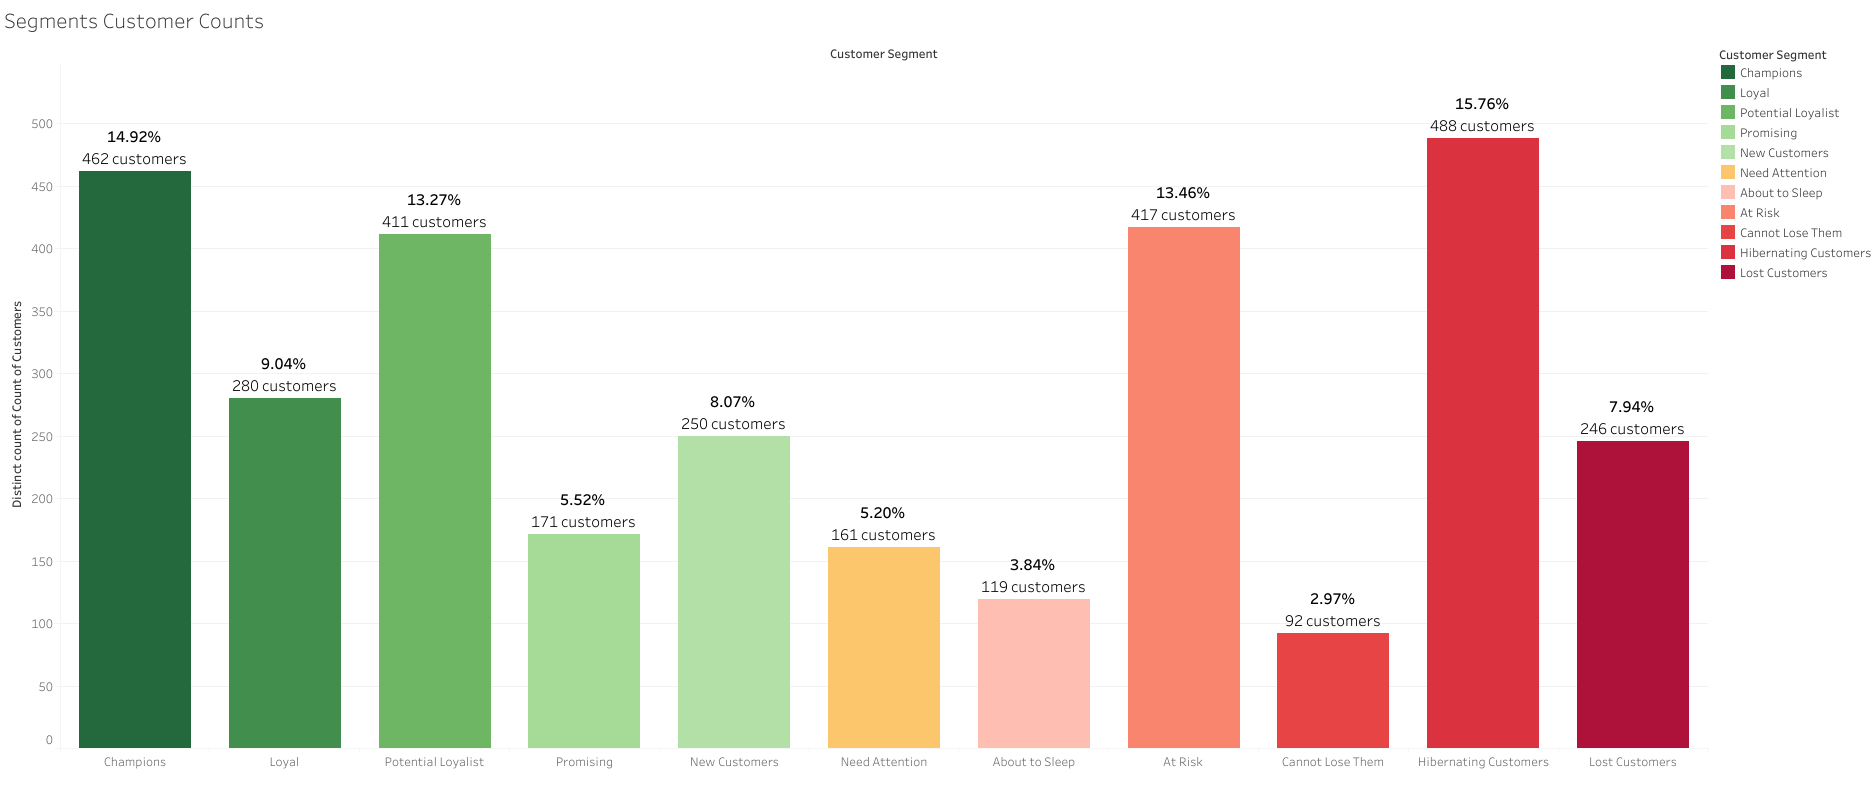 Segments Customer Counts
Customer Segment
Distinct count of Count of Customers
500
450
400
350
300
250
200
150
100
50
0
14.92%
462 customers
9.04%
280 customers
13.27%
411 customers
5.52%
171 customers
8.07%
250 customers
5.20%
161 customers
3.84%
119 customers
13.46%
417 customers
2.97%
92 customers
15.76%
488 customers
7.94%
246 customers
Champions
Loyal
Potential Loyalist
Promising
New Customers
Need Attention
About to Sleep
At Risk
Cannot Lose Them
Hibernating Customers
Lost Customers
Customer Segment
Champions
Loyal
Potential Loyalist
Promising
New Customers
Need Attention
About to Sleep
At Risk
Cannot Lose Them
Hibernating Customers
Lost Customers